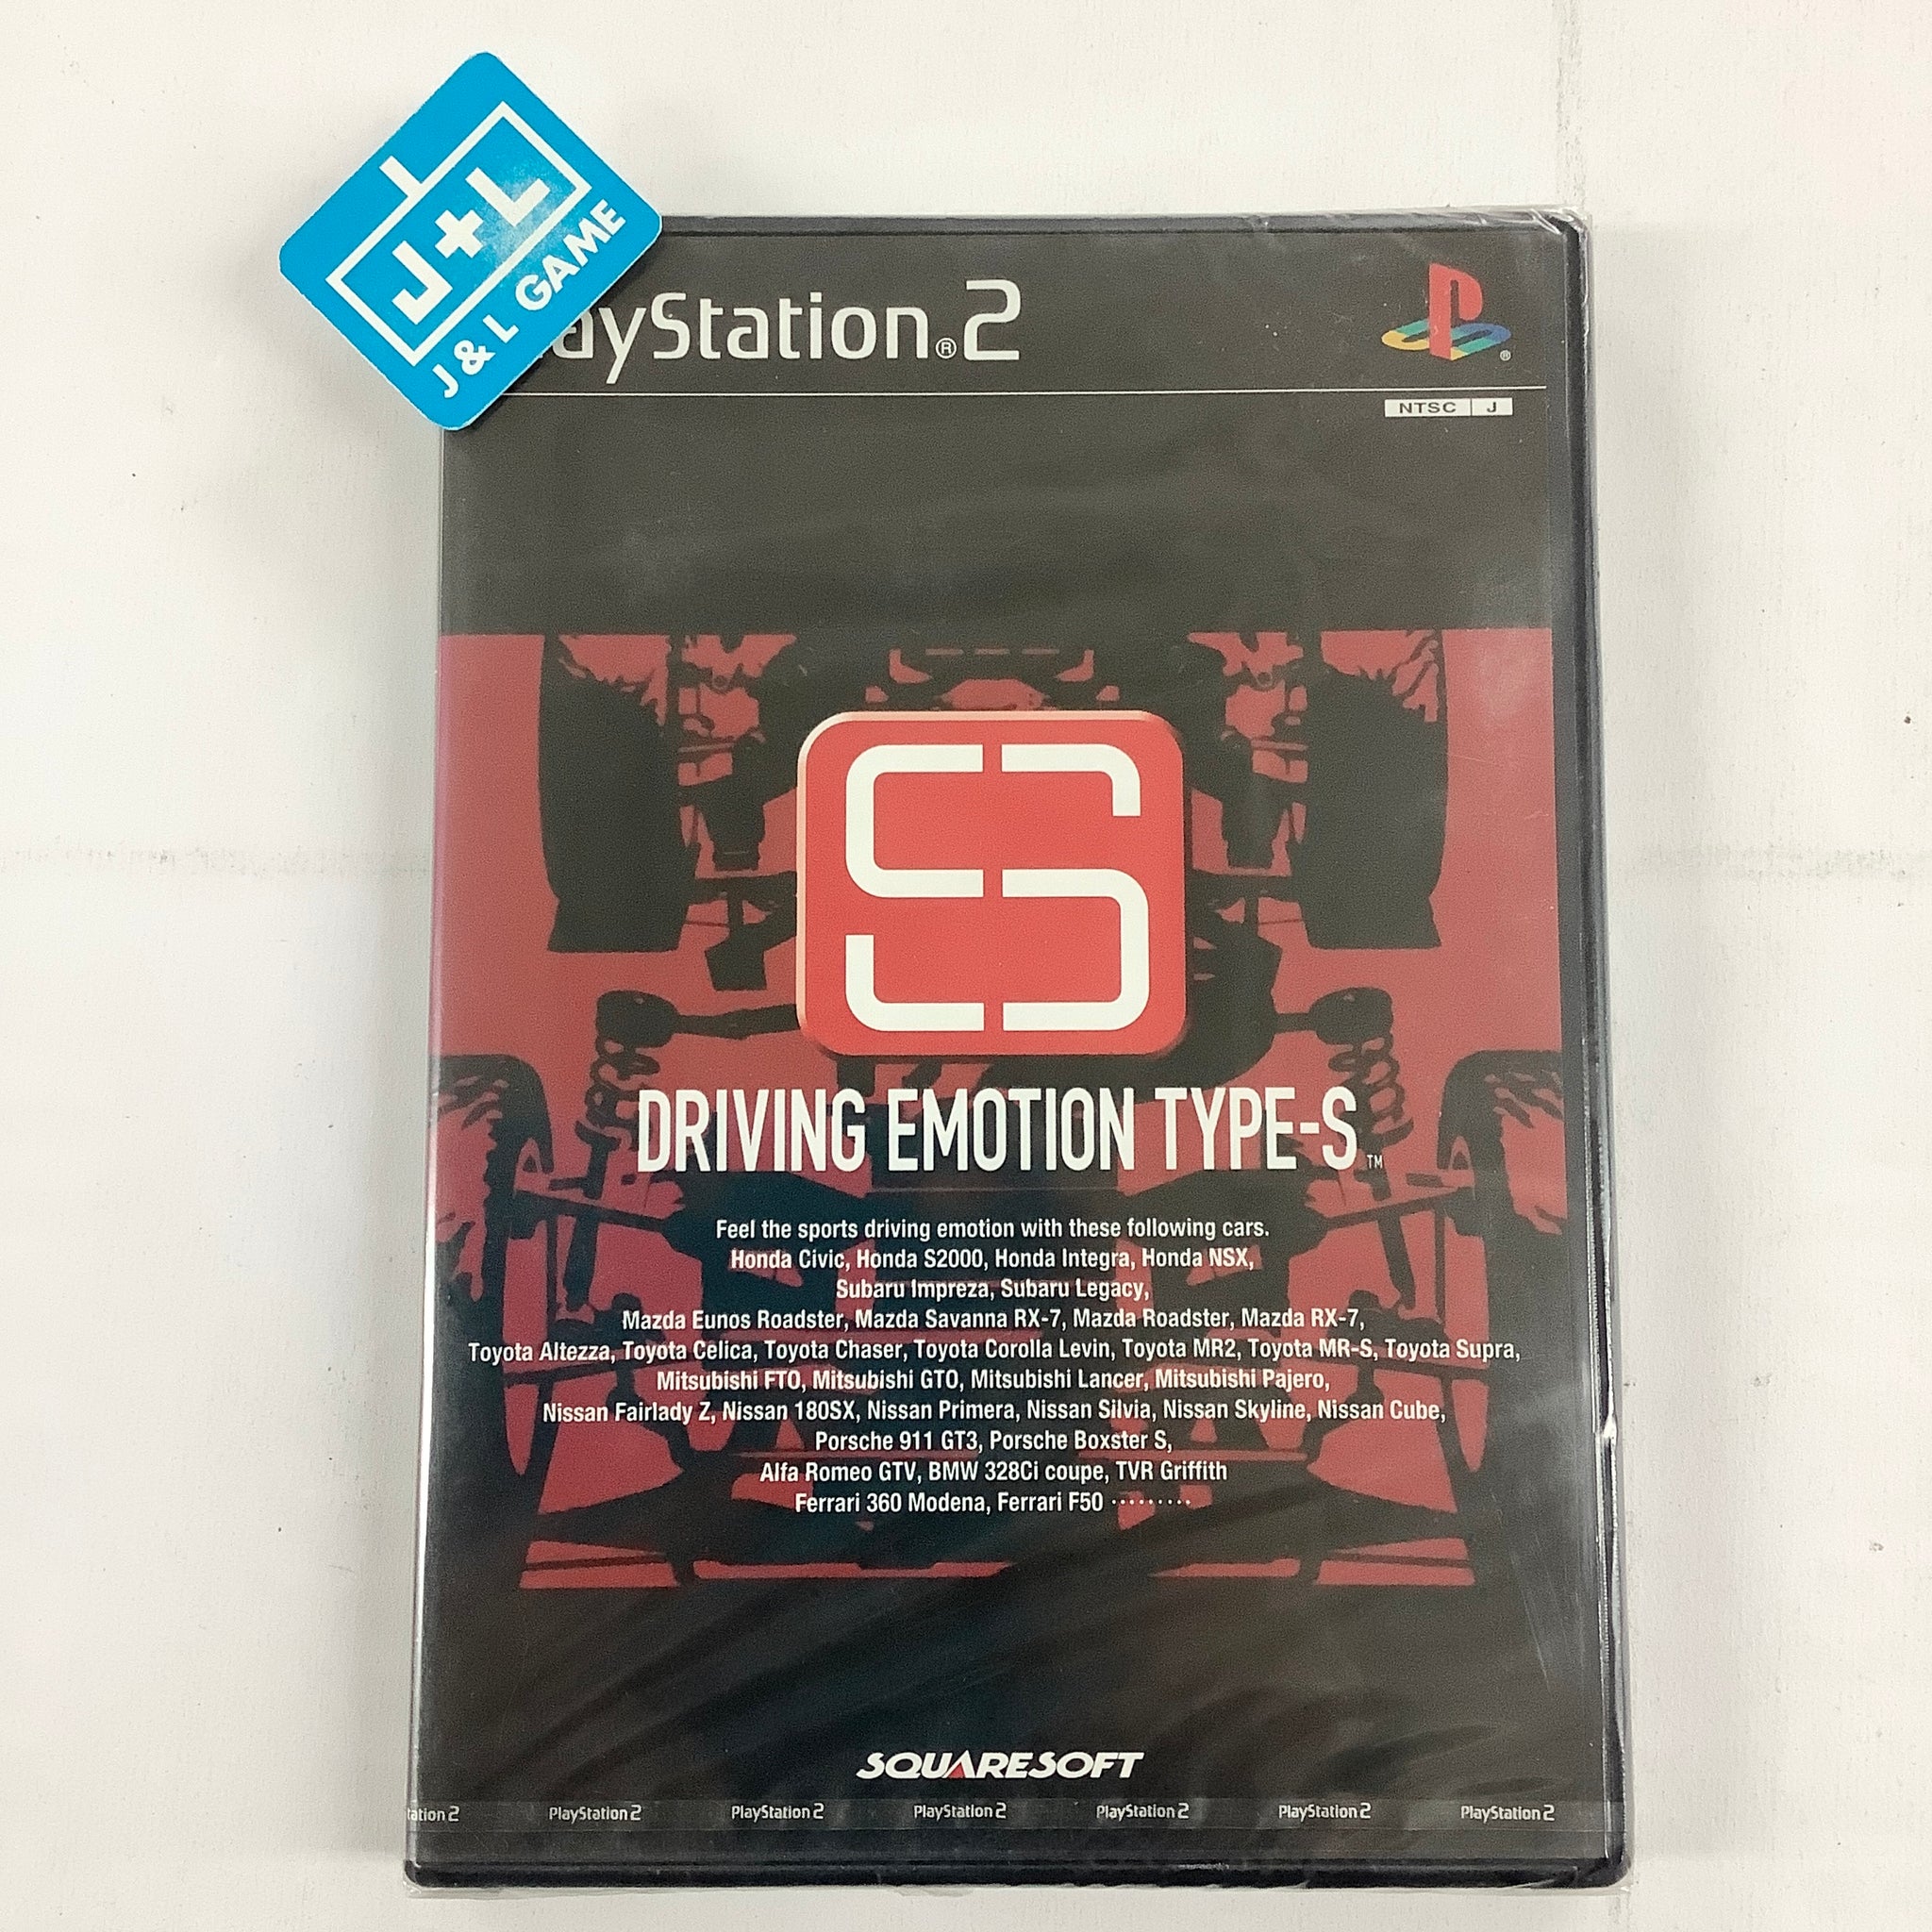 J+L
J & L GAME
ayStation®2
®
NTSC J
S
DRIVING EMOTION TYPE-S™
Feel the sports driving emotion with these following cars.
Honda Civic, Honda S2000, Honda Integra, Honda NSX,
Subaru Impreza, Subaru Legacy,
Mazda Eunos Roadster, Mazda Savanna RX-7, Mazda Roadster, Mazda RX-7,
Toyota Altezza, Toyota Celica, Toyota Chaser, Toyota Corolla Levin, Toyota MR2, Toyota MR-S, Toyota Supra,
Mitsubishi FTO, Mitsubishi GTO, Mitsubishi Lancer, Mitsubishi Pajero,
Nissan Fairlady Z, Nissan 180SX, Nissan Primera, Nissan Silvia, Nissan Skyline, Nissan Cube,
Porsche 911 GT3, Porsche Boxster S,
Alfa Romeo GTV, BMW 328Ci coupe, TVR Griffith
Ferrari 360 Modena, Ferrari F50 ·········
SQUARESOFT
tation 2 PlayStation 2 PlayStation 2 PlayStation 2 PlayStation 2 PlayStation 2 PlayStation 2